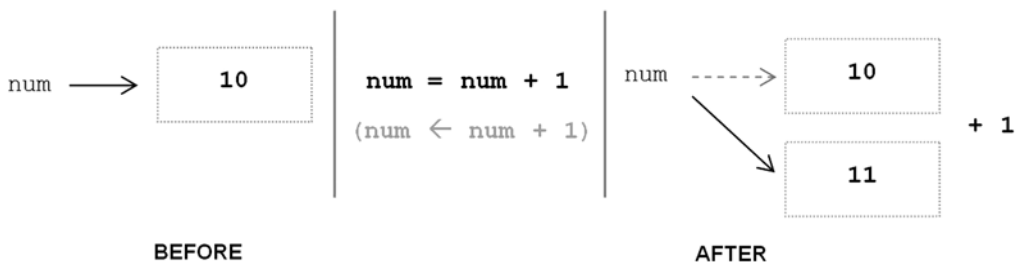 num
10
num = num + 1
(num ← num + 1)
num
10
+ 1
11
BEFORE
AFTER